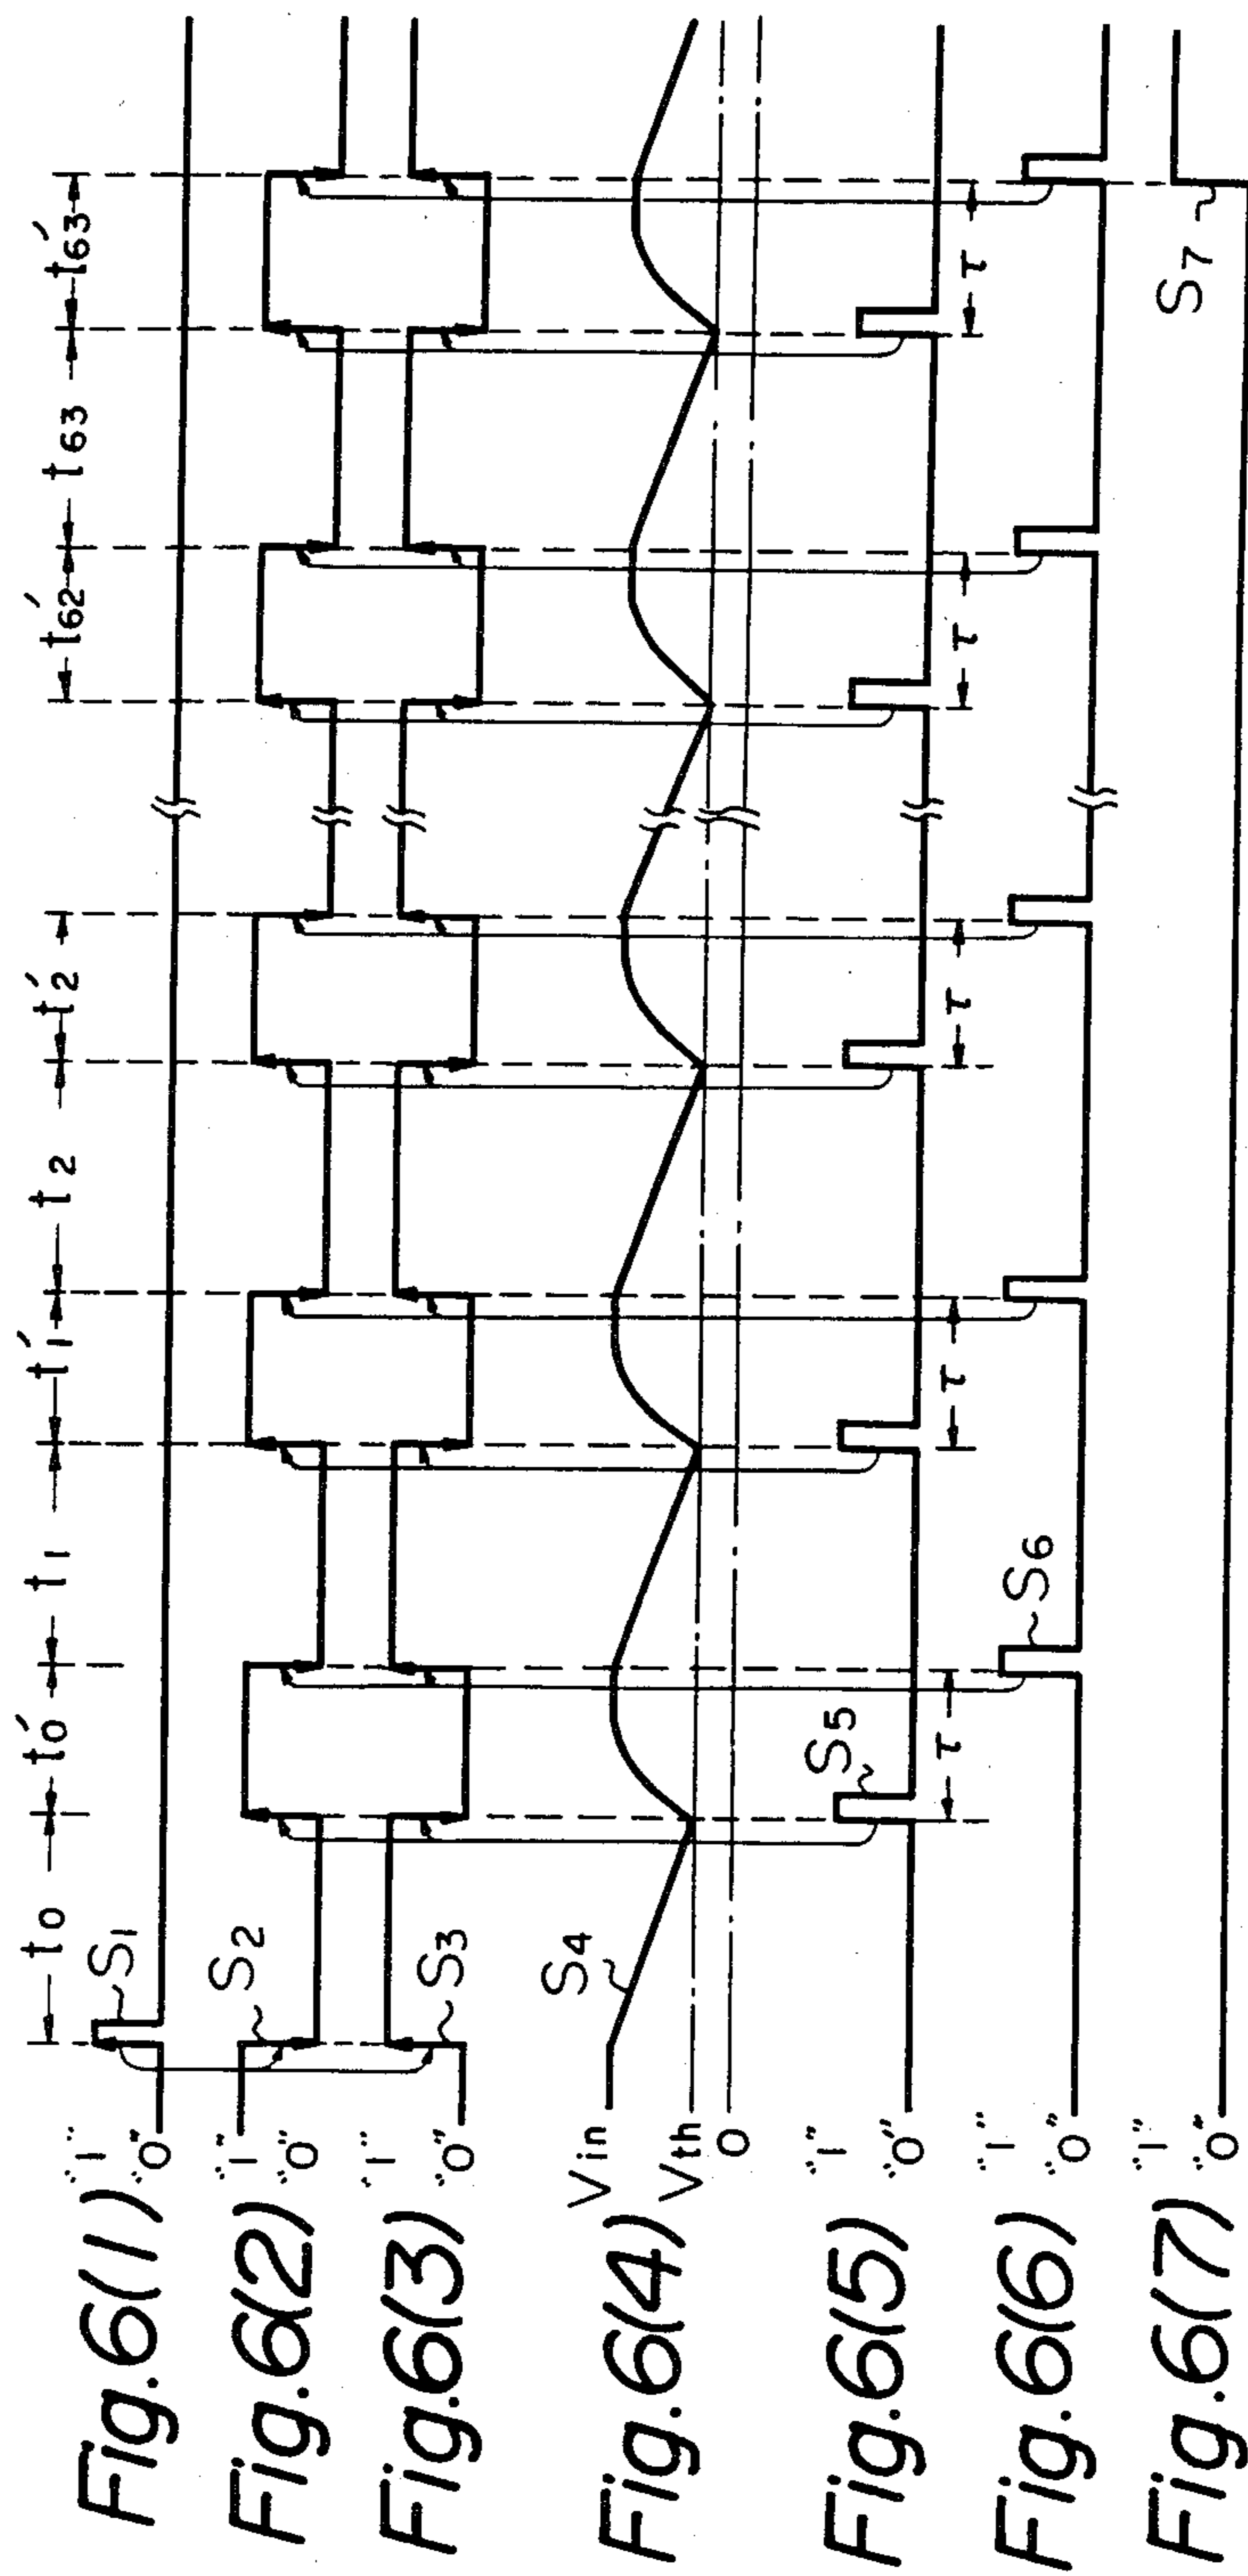 t0 t0′ t1 t1′ t2 t2′ t62′ t63 t63′
Fig.6(1) "1" "0" S1
Fig.6(2) "1" "0" S2
Fig.6(3) "1" "0" S3
Fig.6(4) Vin Vth 0 S4
Fig.6(5) "1" "0" S5
τ τ τ τ τ
Fig.6(6) "1" "0" S6
Fig.6(7) "1" "0" S7